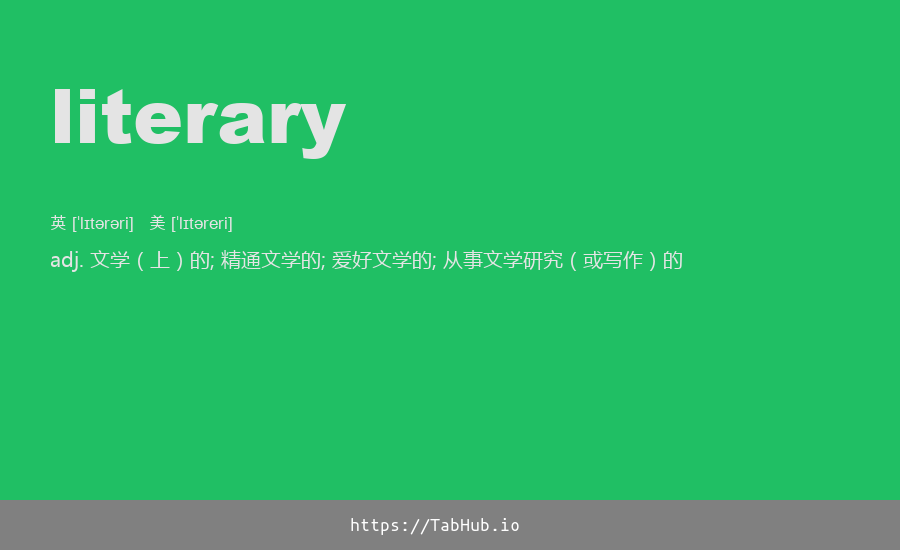 literary
英 [ˈlɪtərəri] 美 [ˈlɪtəreri]
adj. 文学（上）的; 精通文学的; 爱好文学的; 从事文学研究（或写作）的
https://TabHub.io